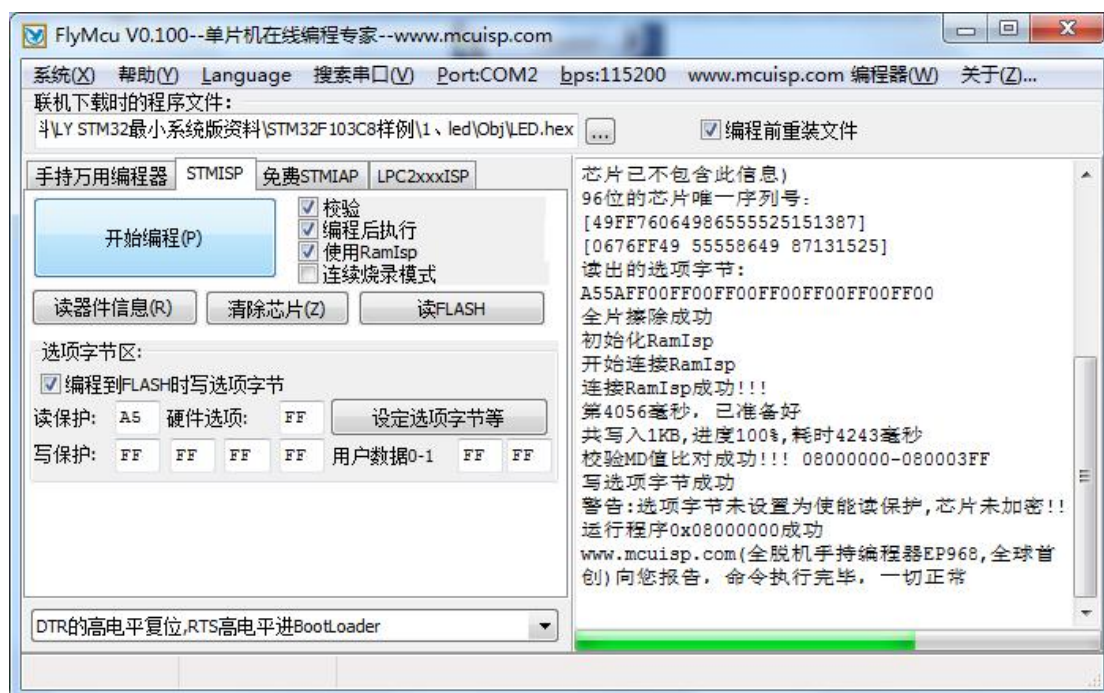 FlyMcu V0.100--单片机在线编程专家--www.mcuisp.com
系统(X) 帮助(Y) Language 搜索串口(V) Port:COM2 bps:115200 www.mcuisp.com 编程器(W) 关于(Z)...
联机下载时的程序文件:
斗\LY STM32最小系统版资料\STM32F103C8样例\1、led\Obj\LED.hex ... 编程前重装文件
手持万用编程器 STMISP 免费STMIAP LPC2xxxISP
开始编程(P)
校验
编程后执行
使用RamIsp
连续烧录模式
读器件信息(R) 清除芯片(Z) 读FLASH
选项字节区:
编程到FLASH时写选项字节
读保护: A5 硬件选项: FF 设定选项字节等
写保护: FF FF FF FF 用户数据0-1 FF FF
DTR的高电平复位,RTS高电平进BootLoader
芯片已不包含此信息)
96位的芯片唯一序列号:
[49FF76064986555525151387]
[0676FF49 55558649 87131525]
读出的选项字节:
A55AFF00FF00FF00FF00FF00FF00FF00
全片擦除成功
初始化RamIsp
开始连接RamIsp
连接RamIsp成功!!!
第4056毫秒, 已准备好
共写入1KB,进度100%,耗时4243毫秒
校验MD值比对成功!!! 08000000-080003FF
写选项字节成功
警告:选项字节未设置为使能读保护,芯片未加密!!
运行程序0x08000000成功
www.mcuisp.com(全脱机手持编程器EP968,全球首
创)向您报告, 命令执行完毕, 一切正常